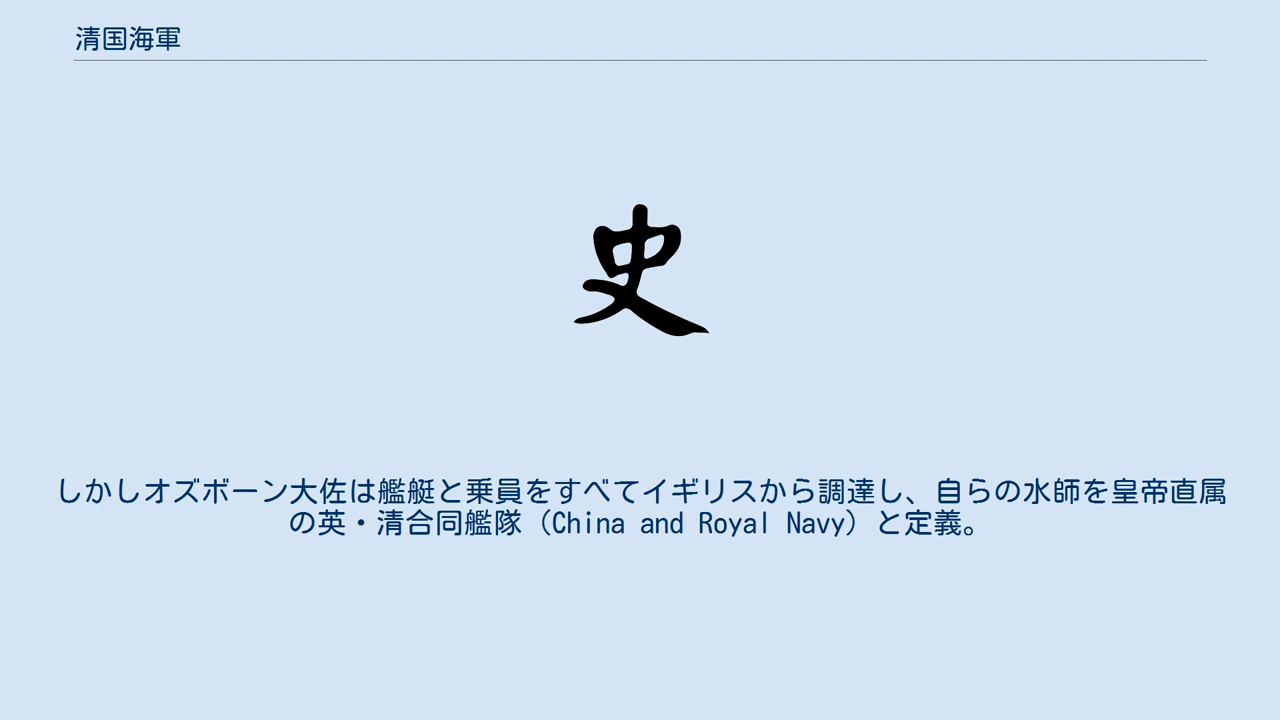 清国海軍
史
しかしオズボーン大佐は艦艇と乗員をすべてイギリスから調達し、自らの水師を皇帝直属
の英・清合同艦隊（China and Royal Navy）と定義。